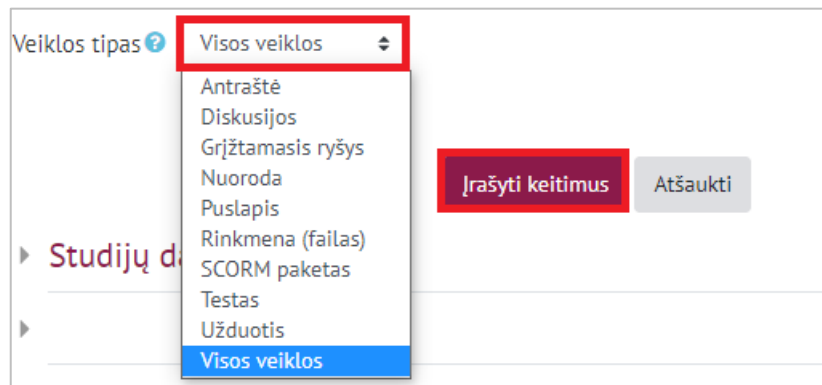 Veiklos tipas ? Visos veiklos
Antraštė
Diskusijos
Grįžtamasis ryšys
Nuoroda
Puslapis
Rinkmena (failas)
SCORM paketas
Testas
Užduotis
Visos veiklos
Įrašyti keitimus Atšaukti
Studijų